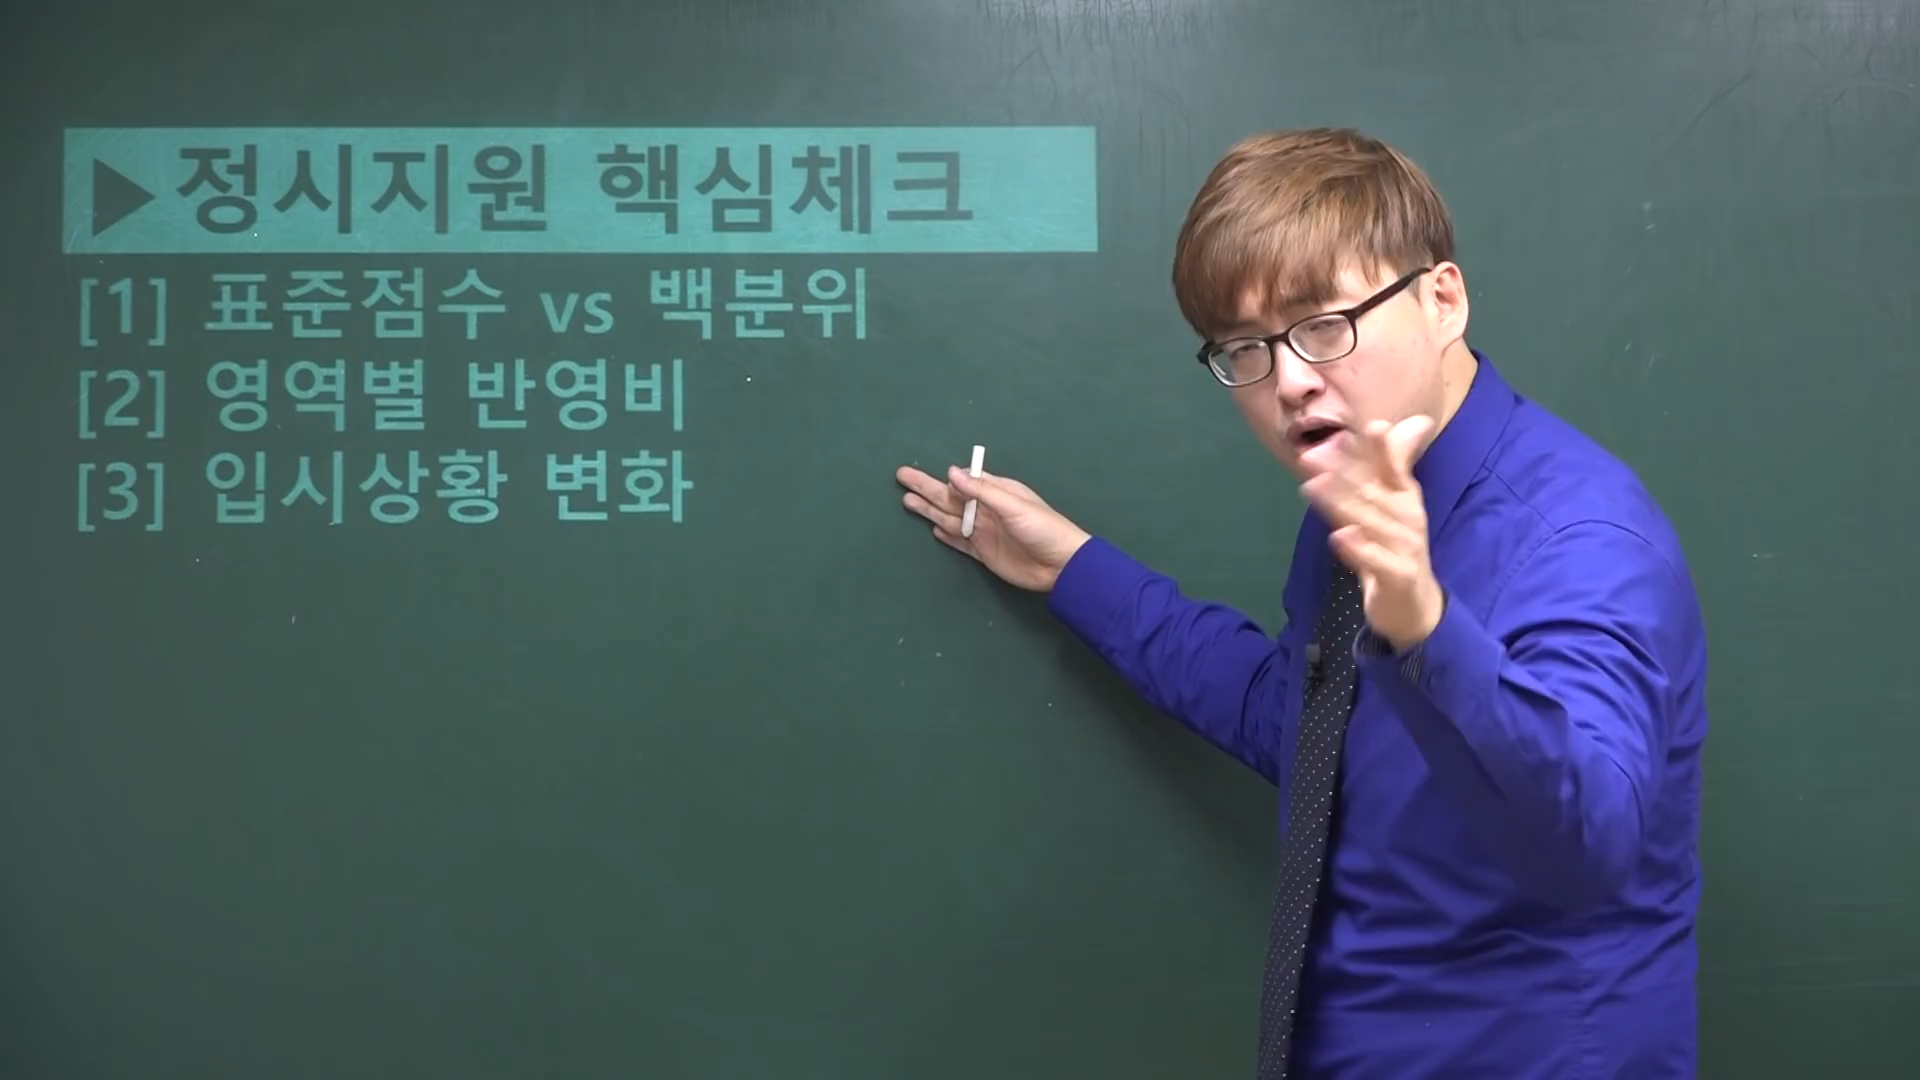 ▶정시지원 핵심체크
[1] 표준점수 vs 백분위
[2] 영역별 반영비
[3] 입시상황 변화